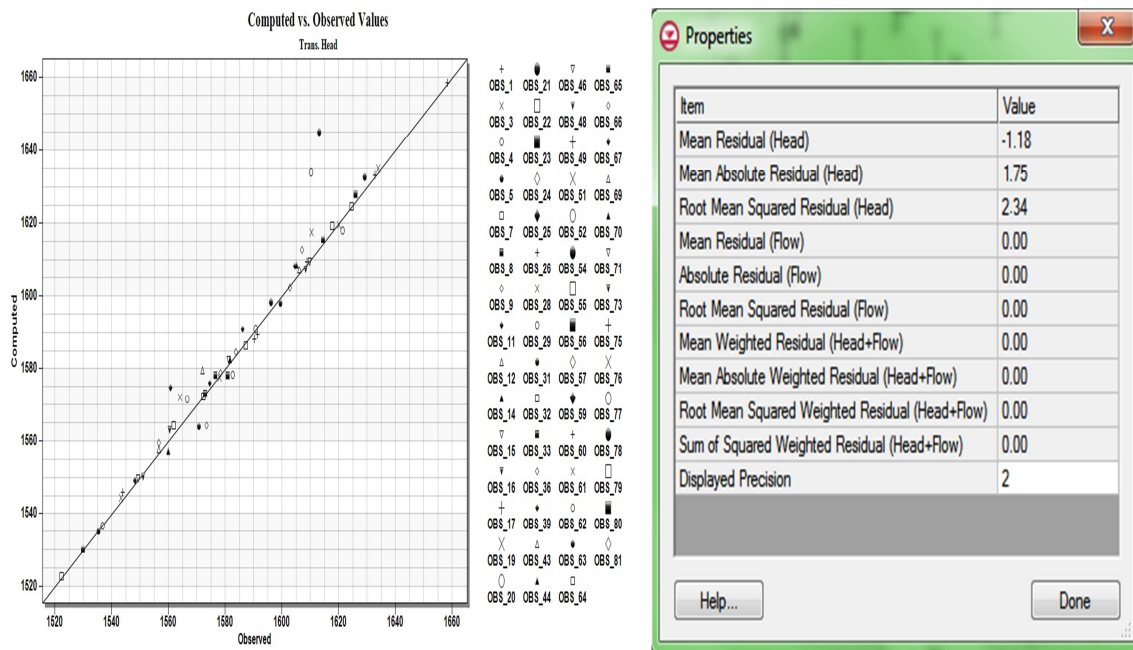 Computed vs. Observed Values
Trans. Head
Computed
1660
1640
1620
1600
1580
1560
1540
1520
1520 1540 1560 1580 1600 1620 1640 1660
Observed
OBS_1 OBS_21 OBS_46 OBS_65
OBS_3 OBS_22 OBS_48 OBS_66
OBS_4 OBS_23 OBS_49 OBS_67
OBS_5 OBS_24 OBS_51 OBS_69
OBS_7 OBS_25 OBS_52 OBS_70
OBS_8 OBS_26 OBS_54 OBS_71
OBS_9 OBS_28 OBS_55 OBS_73
OBS_11 OBS_29 OBS_56 OBS_75
OBS_12 OBS_31 OBS_57 OBS_76
OBS_14 OBS_32 OBS_59 OBS_77
OBS_15 OBS_33 OBS_60 OBS_78
OBS_16 OBS_36 OBS_61 OBS_79
OBS_17 OBS_39 OBS_62 OBS_80
OBS_19 OBS_43 OBS_63 OBS_81
OBS_20 OBS_44 OBS_64
Properties
Item Value
Mean Residual (Head) -1.18
Mean Absolute Residual (Head) 1.75
Root Mean Squared Residual (Head) 2.34
Mean Residual (Flow) 0.00
Absolute Residual (Flow) 0.00
Root Mean Squared Residual (Flow) 0.00
Mean Weighted Residual (Head+Flow) 0.00
Mean Absolute Weighted Residual (Head+Flow) 0.00
Root Mean Squared Weighted Residual (Head+Flow) 0.00
Sum of Squared Weighted Residual (Head+Flow) 0.00
Displayed Precision 2
Help... Done